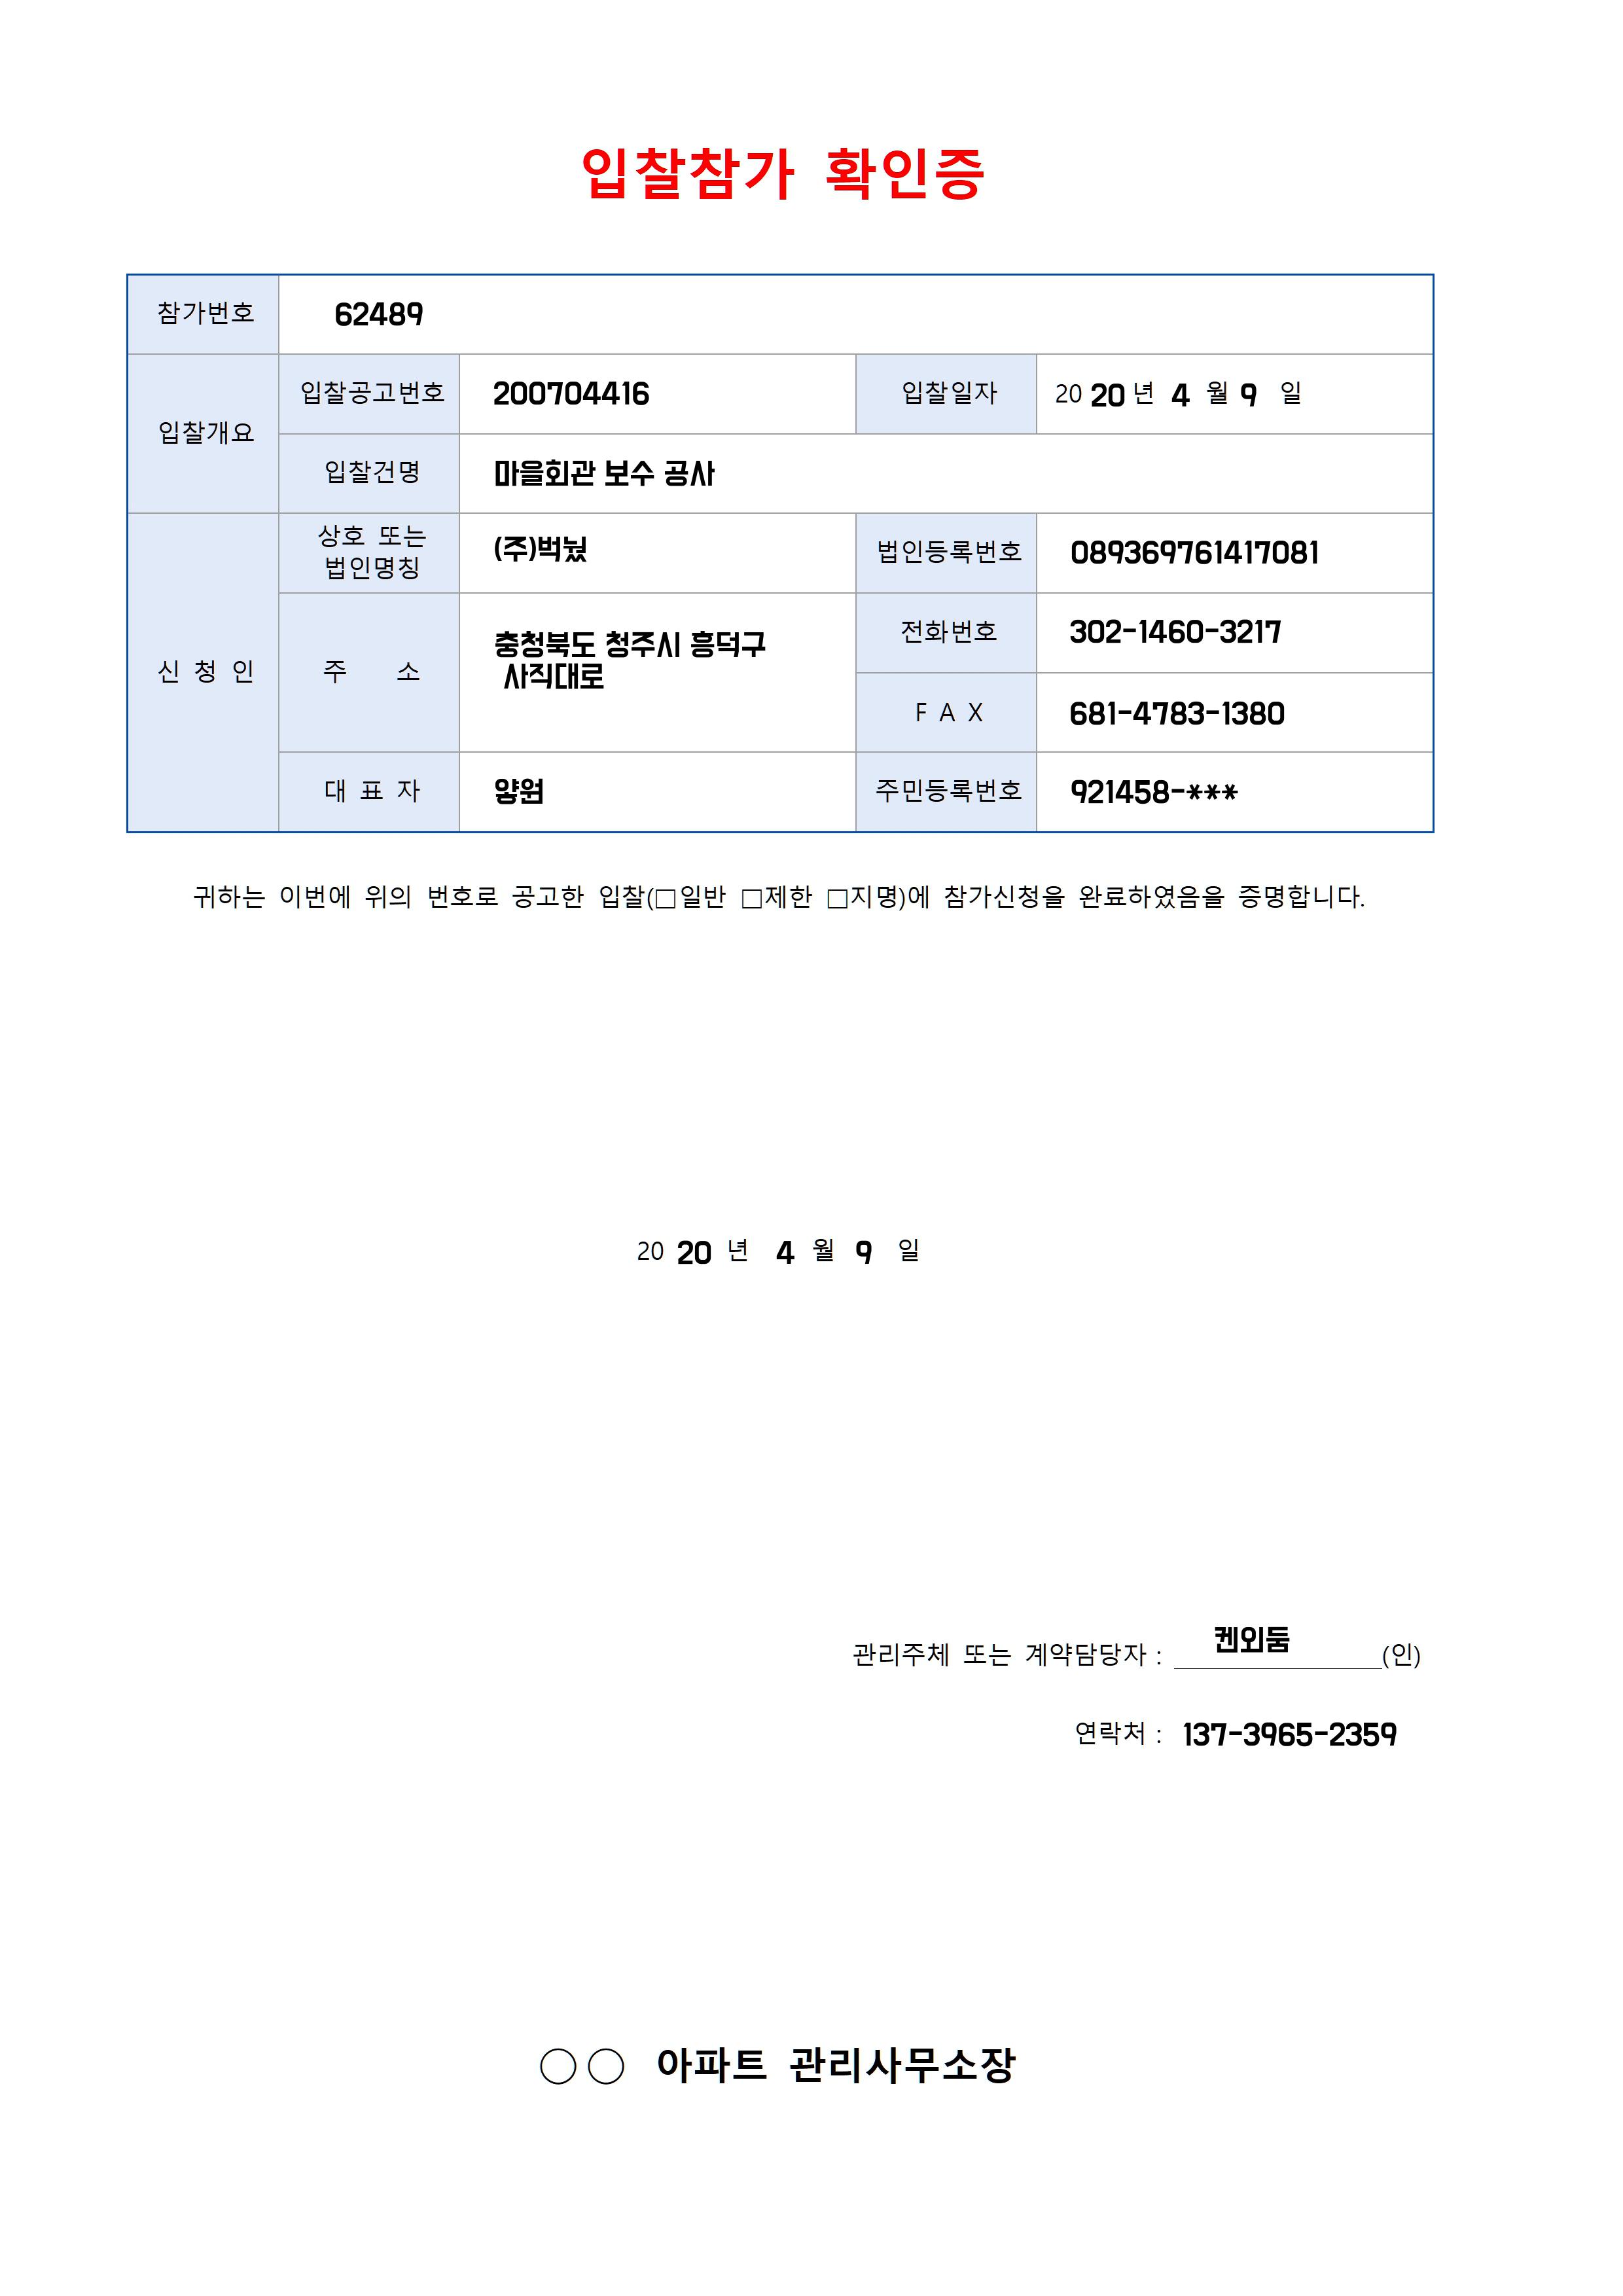 입찰참가 확인증
참가번호 62489
입찰개요
입찰공고번호 200704416 입찰일자 20 20 년 4 월 9 일
입찰건명 마을회관 보수 공사
신 청 인
상호 또는
법인명칭
법인등록번호 089369761417081
주 소
충청북도 청주시 흥덕구
사직대로
전화번호 302-1460-3217
F A X 681-4783-1380
대 표 자 양원 주민등록번호 921458-***
귀하는 이번에 위의 번호로 공고한 입찰(□일반 □제한 □지명)에 참가신청을 완료하였음을 증명합니다.
20 20 년 4 월 9 일
관리주체 또는 계약담당자 : 켄외둠 (인)
연락처 : 137-3965-2359
○○ 아파트 관리사무소장